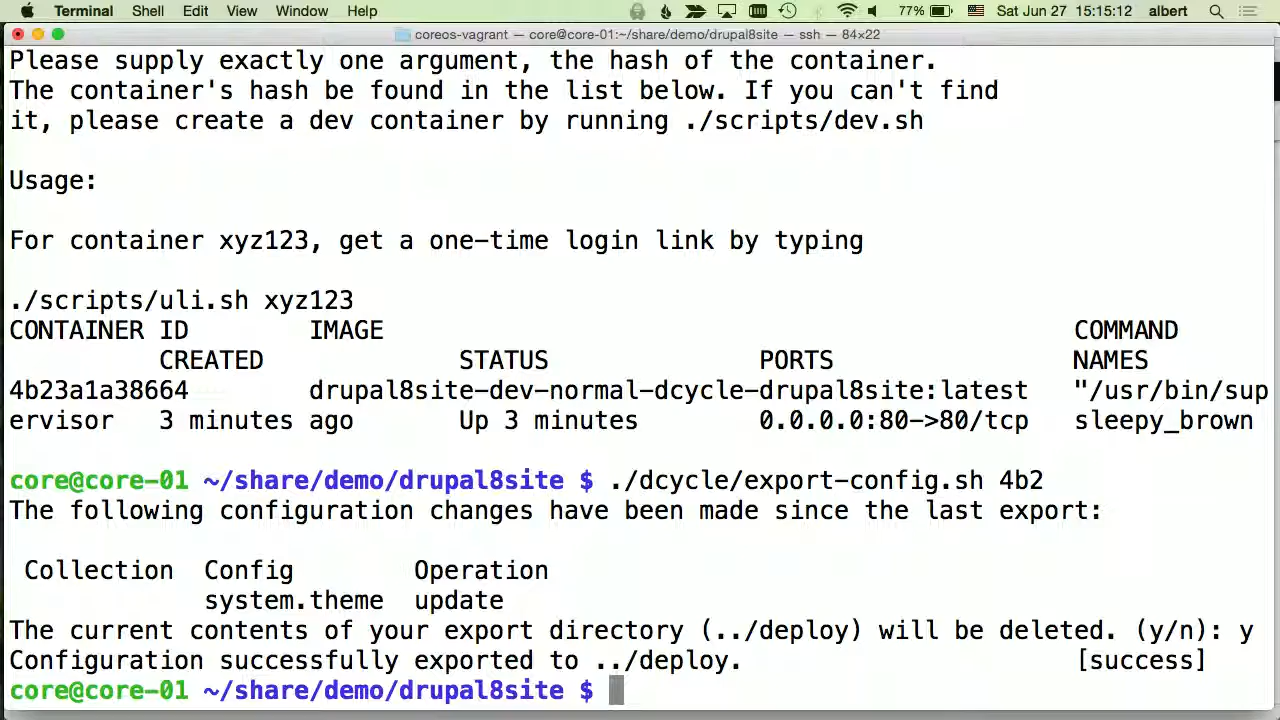 Terminal Shell Edit View Window Help 77% Sat Jun 27 15:15:12 albert
coreos-vagrant — core@core-01:~/share/demo/drupal8site — ssh — 84×22
Please supply exactly one argument, the hash of the container.
The container's hash be found in the list below. If you can't find
it, please create a dev container by running ./scripts/dev.sh
Usage:
For container xyz123, get a one-time login link by typing
./scripts/uli.sh xyz123
CONTAINER ID IMAGE COMMAND
CREATED STATUS PORTS NAMES
4b23a1a38664 drupal8site-dev-normal-dcycle-drupal8site:latest "/usr/bin/sup
ervisor 3 minutes ago Up 3 minutes 0.0.0.0:80->80/tcp sleepy_brown
core@core-01 ~/share/demo/drupal8site $ ./dcycle/export-config.sh 4b2
The following configuration changes have been made since the last export:
Collection Config Operation
system.theme update
The current contents of your export directory (../deploy) will be deleted. (y/n): y
Configuration successfully exported to ../deploy. [success]
core@core-01 ~/share/demo/drupal8site $